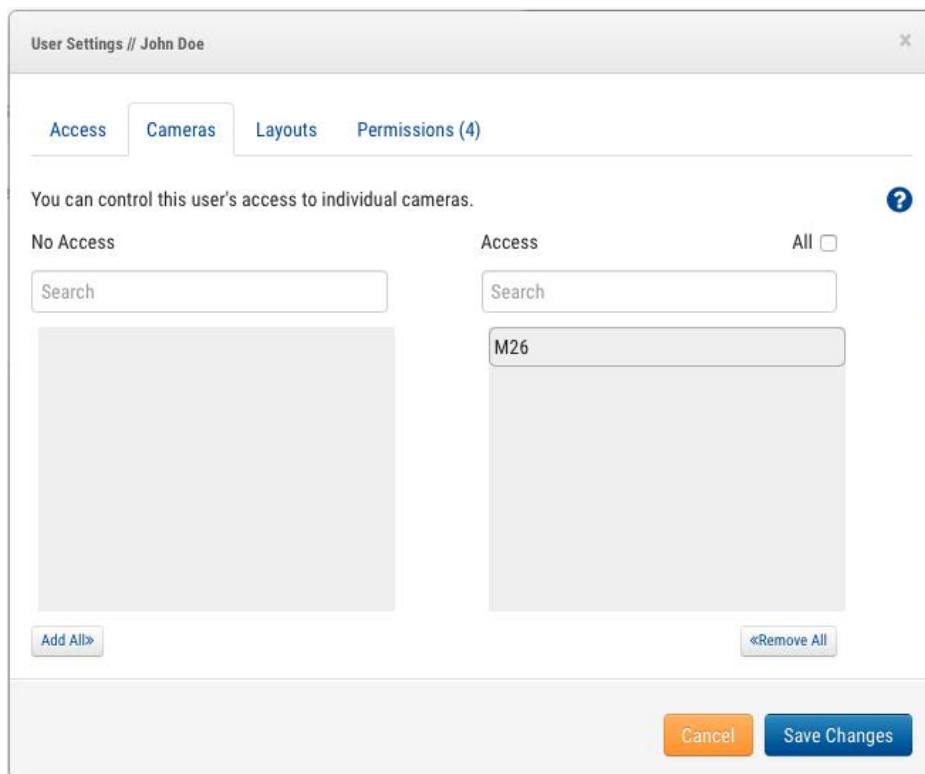 User Settings // John Doe ×
Access Cameras Layouts Permissions (4)
You can control this user's access to individual cameras. ?
No Access
Search
Add All»
Access All
Search
M26
«Remove All
Cancel Save Changes